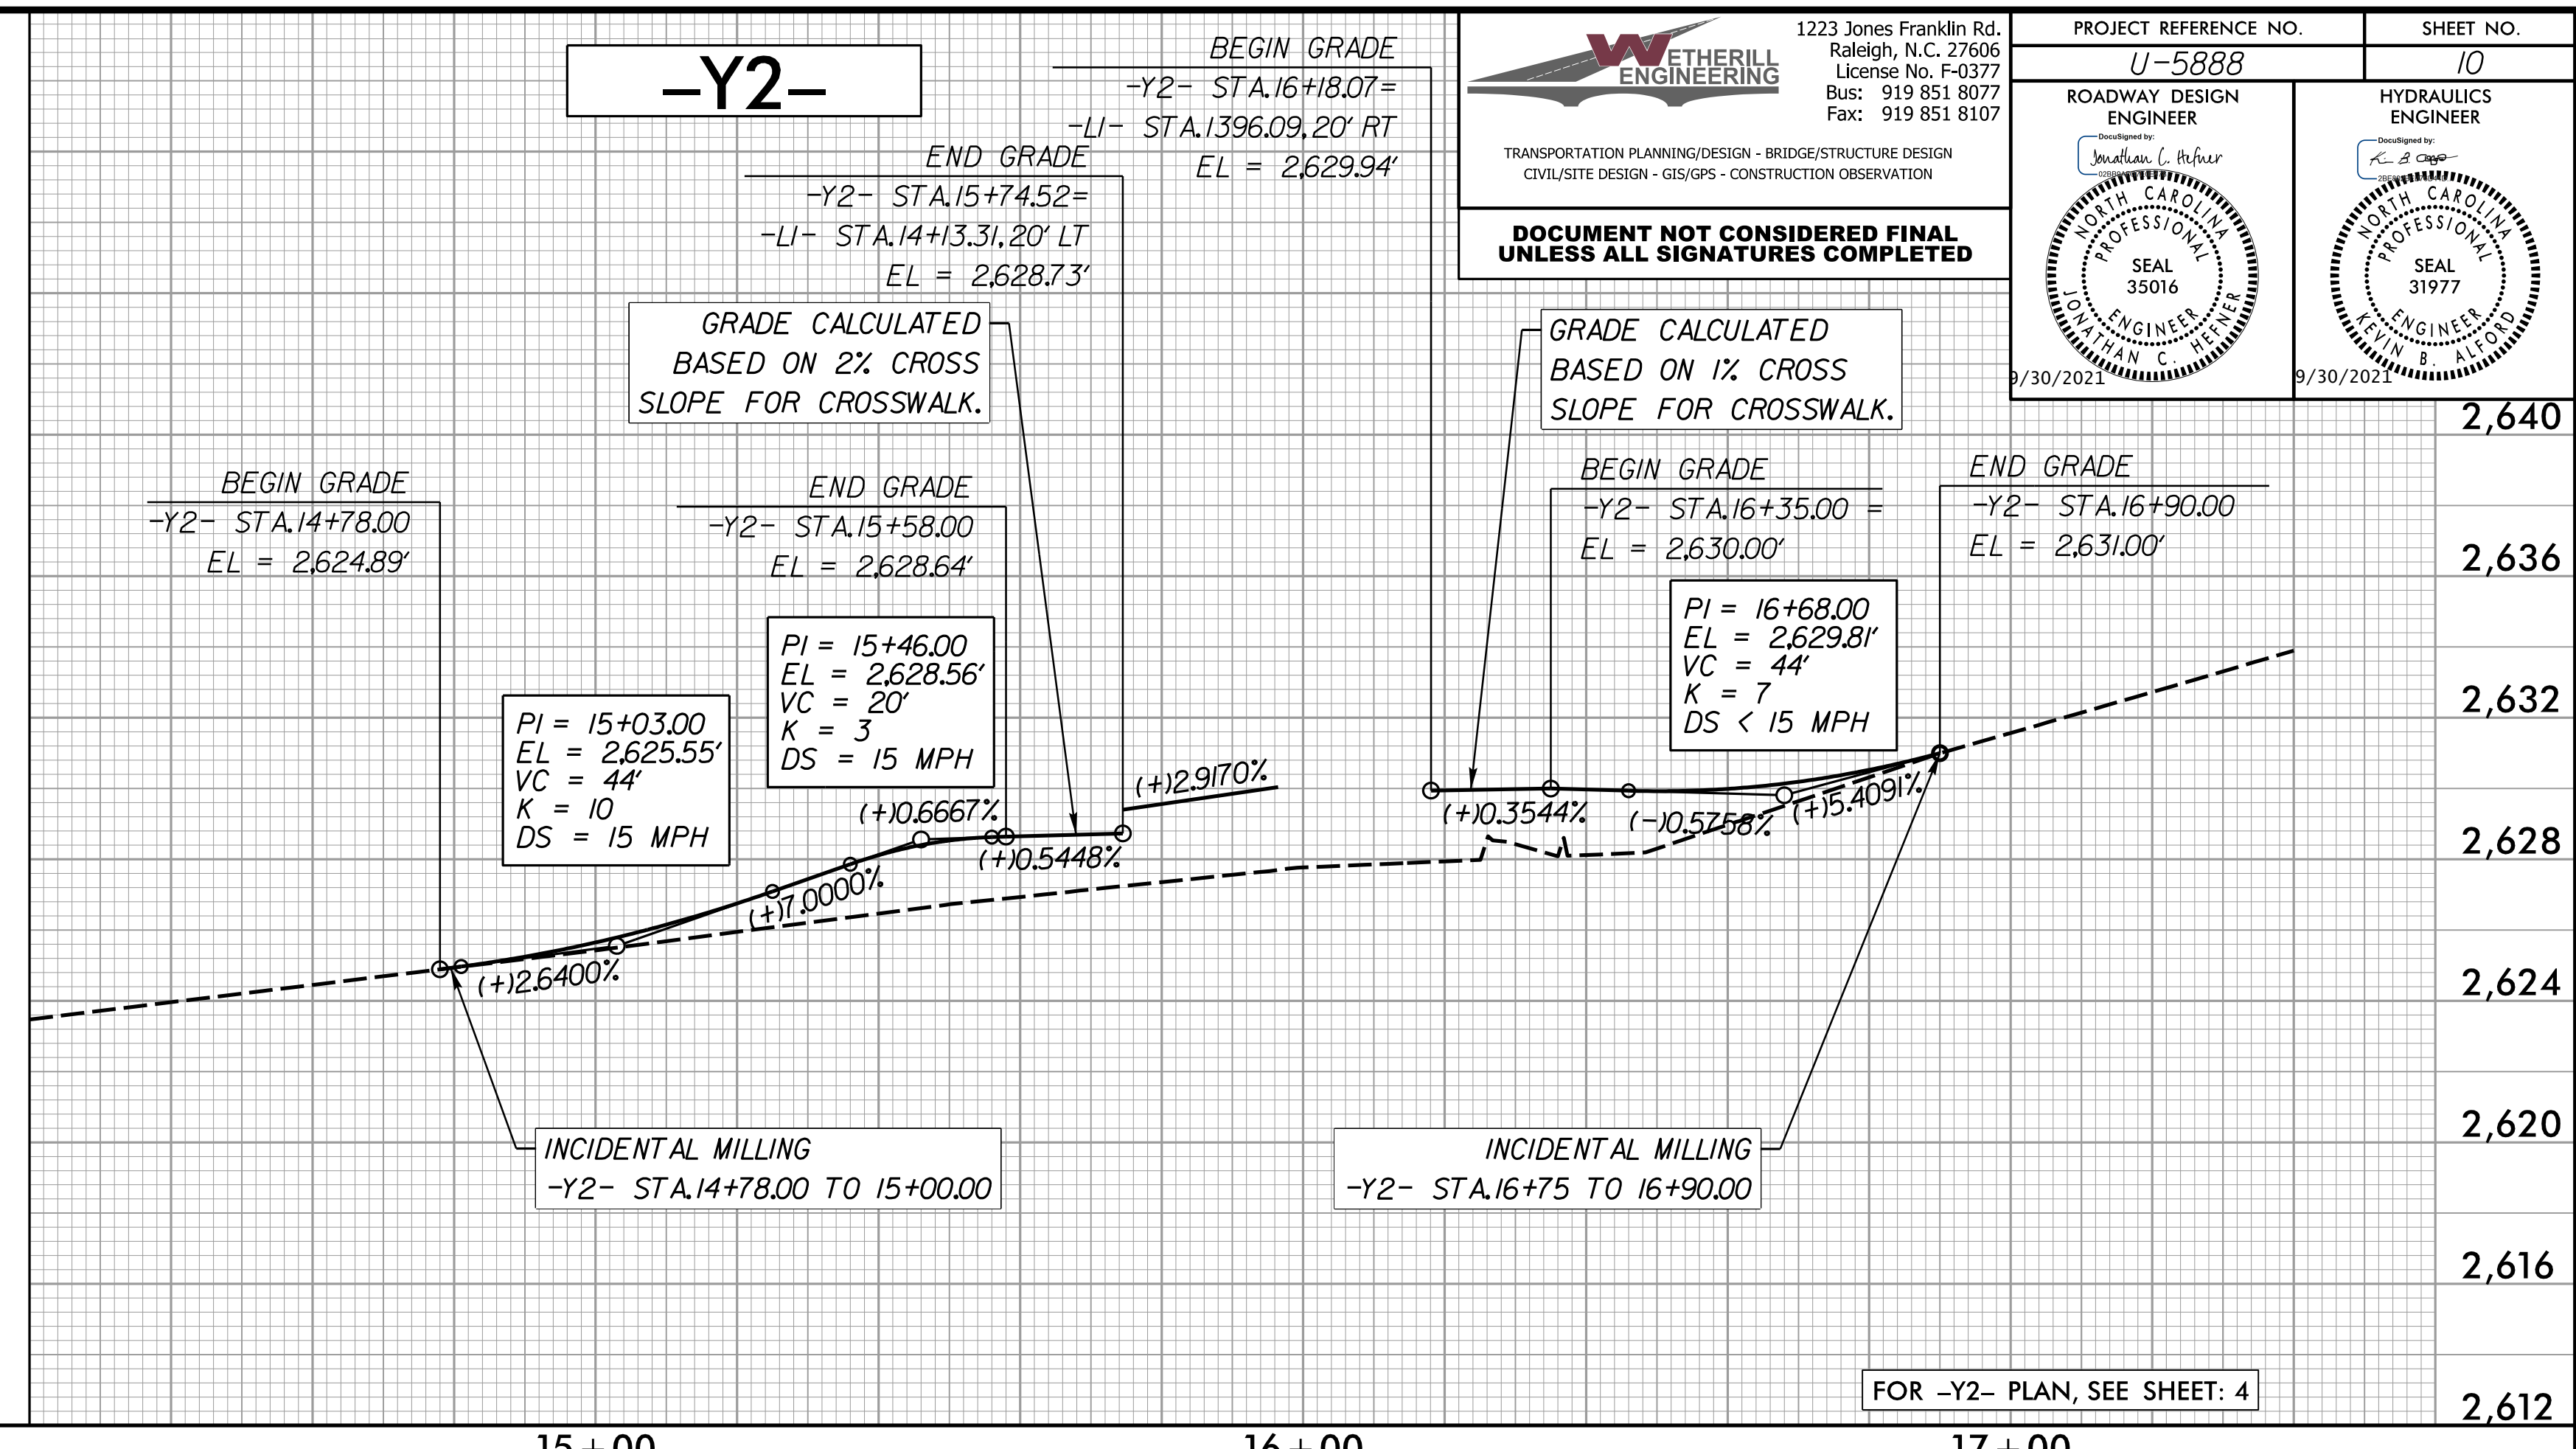 -Y2-
BEGIN GRADE
-Y2- STA.16+18.07=
-L1- STA.1396.09, 20' RT
EL = 2,629.94'
END GRADE
-Y2- STA.15+74.52=
-L1- STA.14+13.31, 20' LT
EL = 2,628.73'
GRADE CALCULATED
BASED ON 2% CROSS
SLOPE FOR CROSSWALK.
WETHERILL
ENGINEERING
1223 Jones Franklin Rd.
Raleigh, N.C. 27606
License No. F-0377
Bus: 919 851 8077
Fax: 919 851 8107
TRANSPORTATION PLANNING/DESIGN - BRIDGE/STRUCTURE DESIGN
CIVIL/SITE DESIGN - GIS/GPS - CONSTRUCTION OBSERVATION
DOCUMENT NOT CONSIDERED FINAL
UNLESS ALL SIGNATURES COMPLETED
PROJECT REFERENCE NO.
U-5888
SHEET NO.
10
ROADWAY DESIGN
ENGINEER
DocuSigned by:
Jonathan C. Hefner
NORTH CAROLINA
PROFESSIONAL
SEAL
35016
ENGINEER
JONATHAN C. HEFNER
9/30/2021
HYDRAULICS
ENGINEER
DocuSigned by:
NORTH CAROLINA
PROFESSIONAL
SEAL
31977
ENGINEER
KEVIN B. ALFORD
9/30/2021
GRADE CALCULATED
BASED ON 1% CROSS
SLOPE FOR CROSSWALK.
BEGIN GRADE
-Y2- STA.14+78.00
EL = 2,624.89'
END GRADE
-Y2- STA.15+58.00
EL = 2,628.64'
BEGIN GRADE
-Y2- STA.16+35.00 =
EL = 2,630.00'
END GRADE
-Y2- STA.16+90.00
EL = 2,631.00'
PI = 15+03.00
EL = 2,625.55'
VC = 44'
K = 10
DS = 15 MPH
PI = 15+46.00
EL = 2,628.56'
VC = 20'
K = 3
DS = 15 MPH
PI = 16+68.00
EL = 2,629.81'
VC = 44'
K = 7
DS < 15 MPH
(+)2.6400%
(+)7.0000%
(+)0.6667%
(+)0.5448%
(+)2.9170%
(+)0.3544%
(-)0.5758%
(+)5.4091%
INCIDENTAL MILLING
-Y2- STA.14+78.00 TO 15+00.00
INCIDENTAL MILLING
-Y2- STA.16+75 TO 16+90.00
2,640
2,636
2,632
2,628
2,624
2,620
2,616
2,612
FOR -Y2- PLAN, SEE SHEET: 4
15+00
16+00
17+00